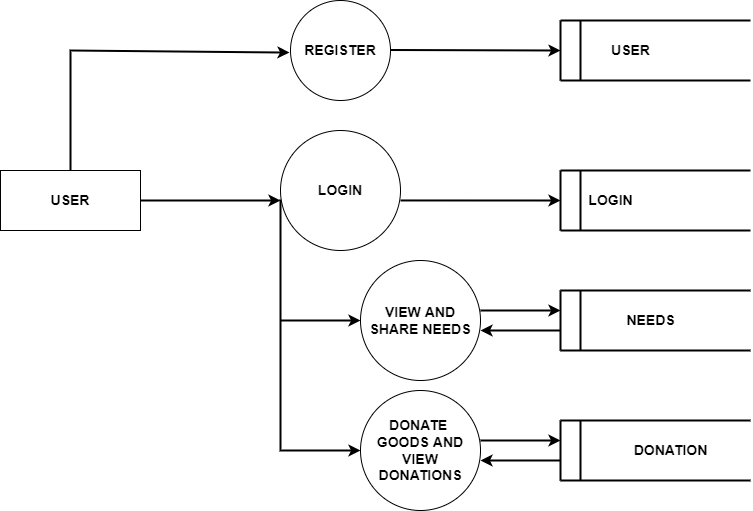 REGISTER
USER
USER
LOGIN
LOGIN
VIEW AND
SHARE NEEDS
NEEDS
DONATE
GOODS AND
VIEW
DONATIONS
DONATION